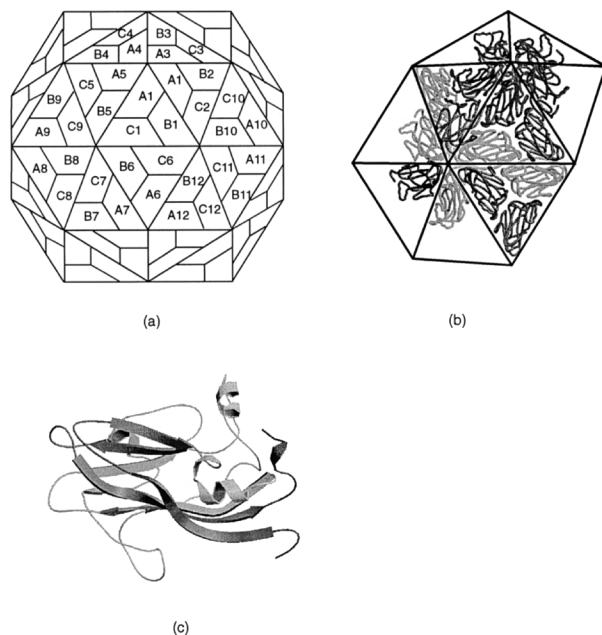 C4 B3
B4 A4 A3 C3
C5 A5 A1 B2
B9 B5 A1 C2 C10
A9 C9 C1 B1 B10 A10
A8 B8 B6 C6 C11 A11
C7 B12
C8 A6 B11
B7 A7 A12 C12
(a)
(b)
(c)